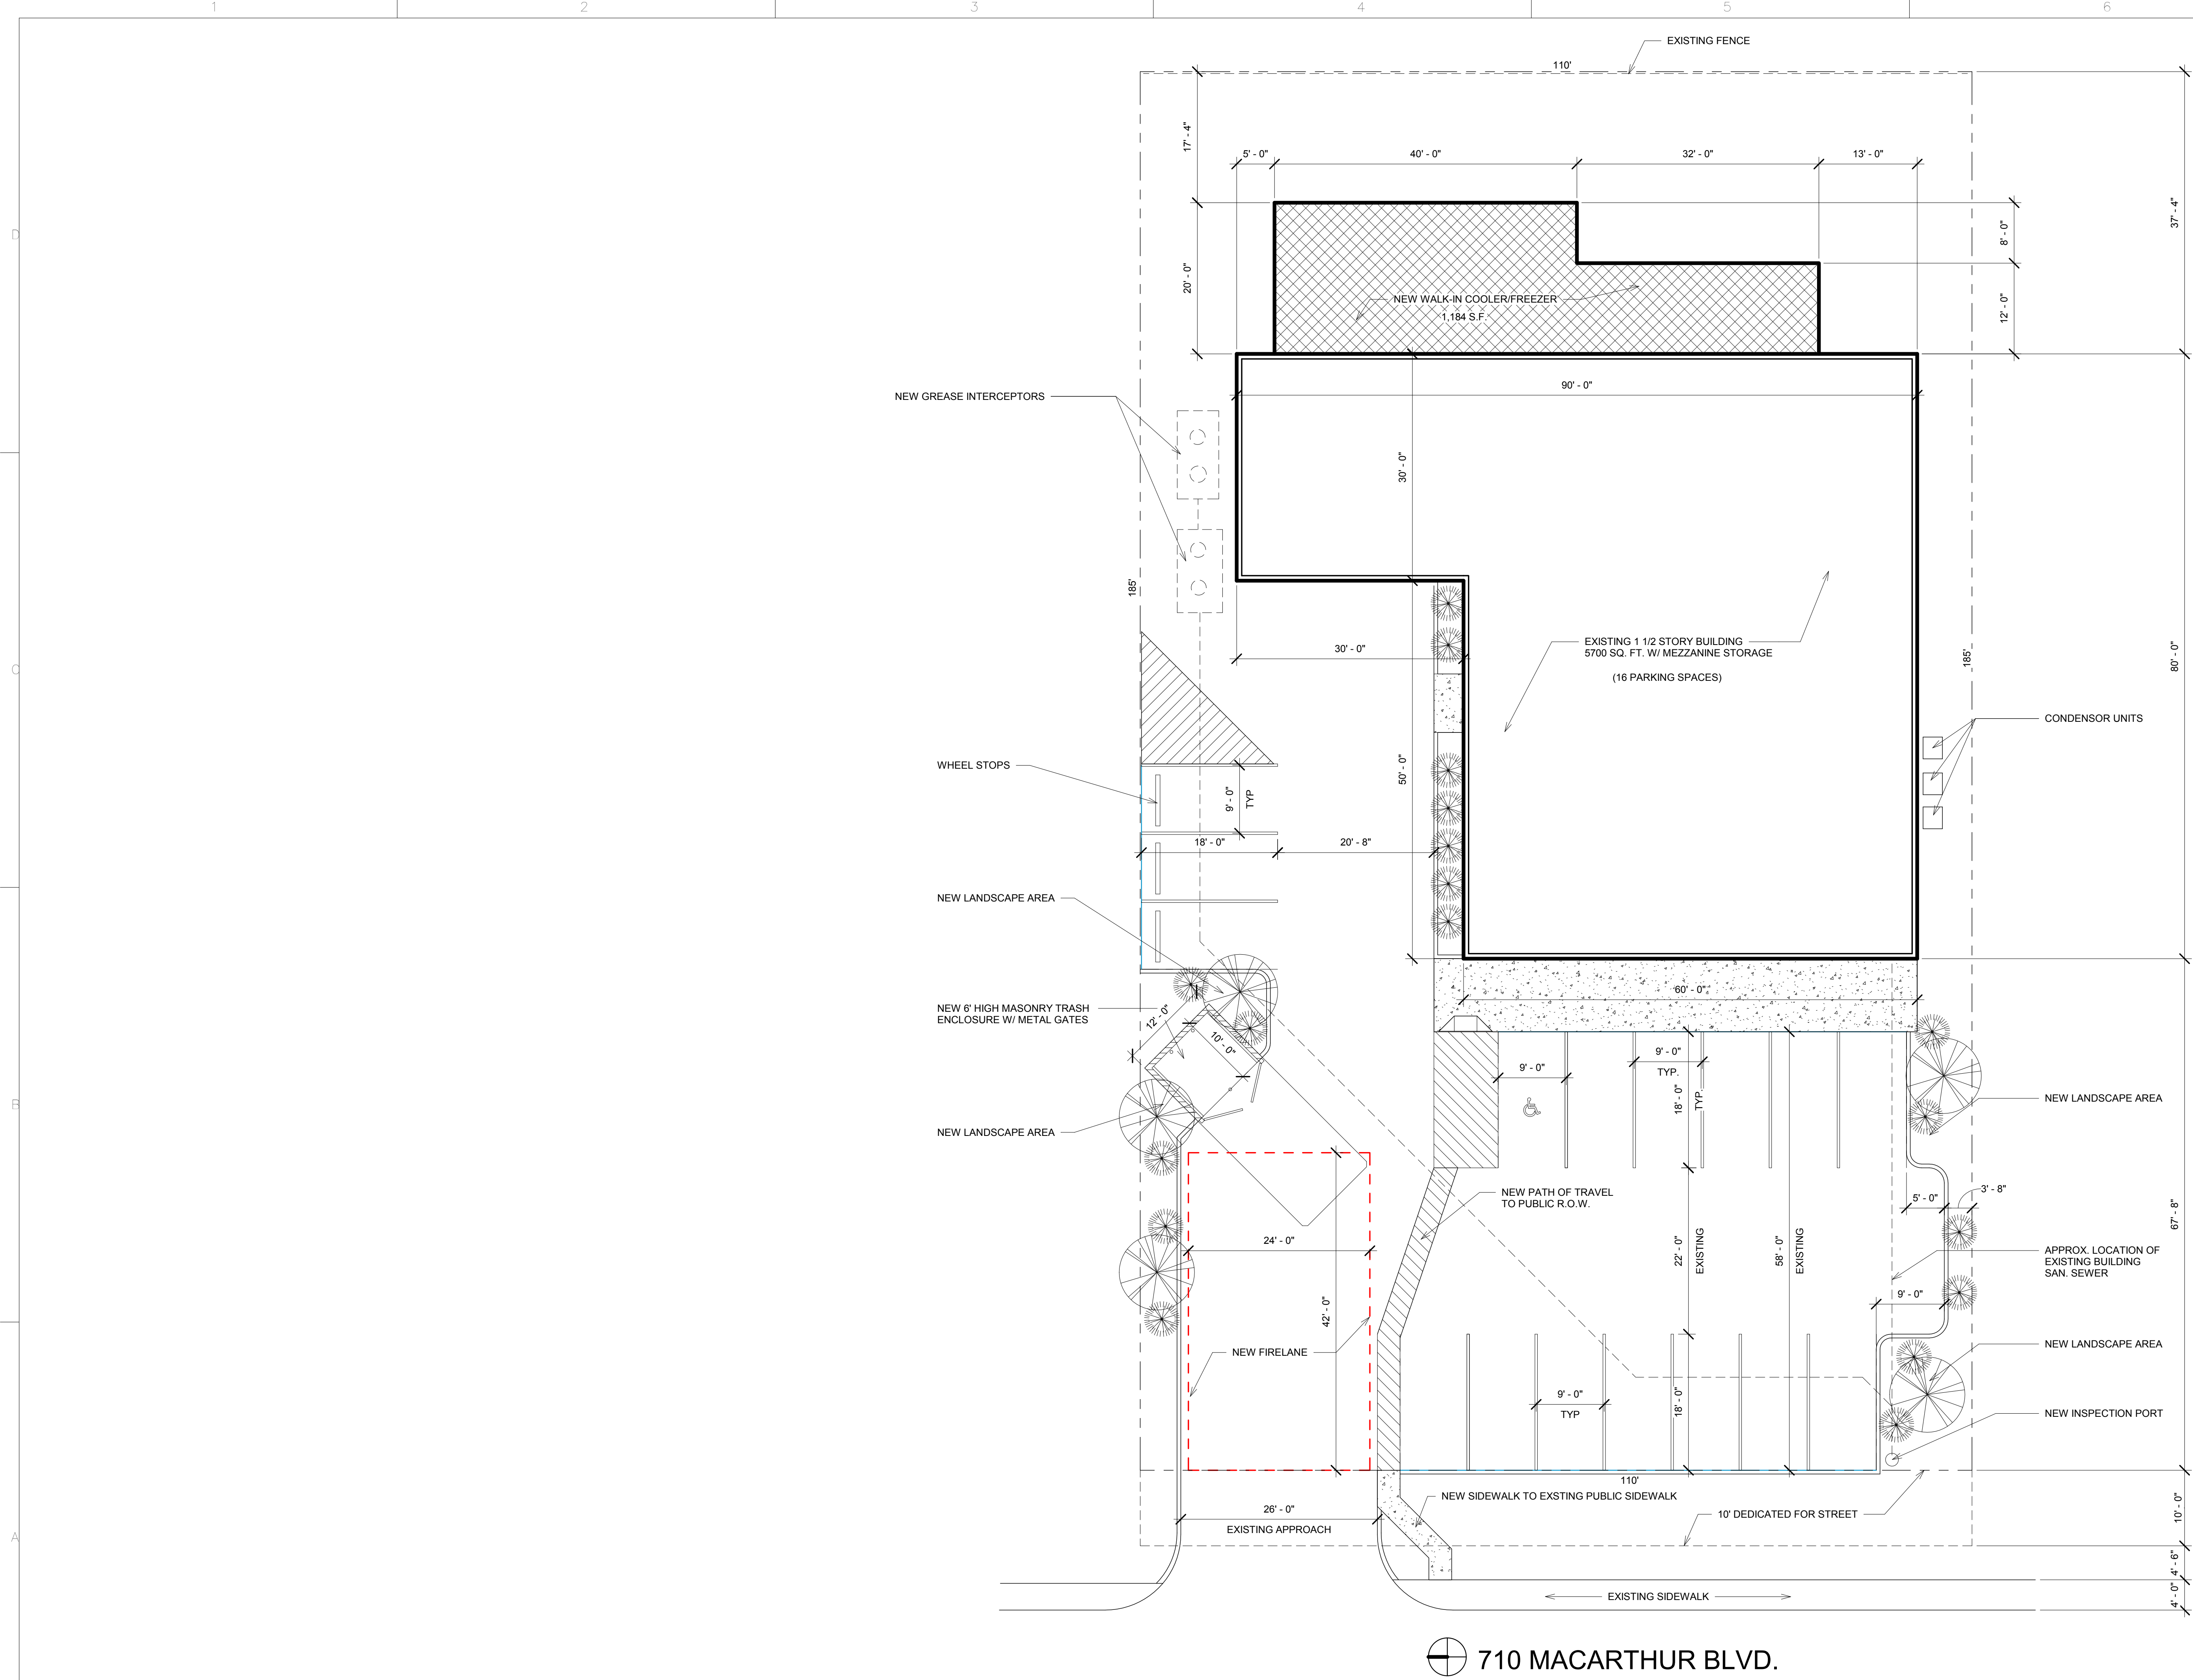 1 2 3 4 5 6
EXISTING FENCE
110'
17' - 4"
5' - 0" 40' - 0" 32' - 0" 13' - 0"
D
37' - 4"
8' - 0"
20' - 0"
NEW WALK-IN COOLER/FREEZER
1,184 S.F.
12' - 0"
90' - 0"
NEW GREASE INTERCEPTORS
30' - 0"
185'
30' - 0"
EXISTING 1 1/2 STORY BUILDING
5700 SQ. FT. W/ MEZZANINE STORAGE
(16 PARKING SPACES)
185'
80' - 0"
C
CONDENSOR UNITS
WHEEL STOPS
50' - 0"
9' - 0"
TYP
18' - 0" 20' - 8"
NEW LANDSCAPE AREA
60' - 0"
NEW 6' HIGH MASONRY TRASH
ENCLOSURE W/ METAL GATES
12' - 0"
10' - 0"
9' - 0"
9' - 0"
TYP.
18' - 0"
TYP.
NEW LANDSCAPE AREA
B
NEW LANDSCAPE AREA
NEW PATH OF TRAVEL
TO PUBLIC R.O.W.
5' - 0"
3' - 8"
67' - 8"
24' - 0"
22' - 0"
EXISTING
58' - 0"
EXISTING
APPROX. LOCATION OF
EXISTING BUILDING
SAN. SEWER
9' - 0"
42' - 0"
NEW FIRELANE
NEW LANDSCAPE AREA
9' - 0"
TYP
18' - 0"
NEW INSPECTION PORT
110'
NEW SIDEWALK TO EXSTING PUBLIC SIDEWALK
26' - 0"
EXISTING APPROACH
10' DEDICATED FOR STREET
10' - 0"
A
4' - 6"
EXISTING SIDEWALK
4' - 0"
710 MACARTHUR BLVD.